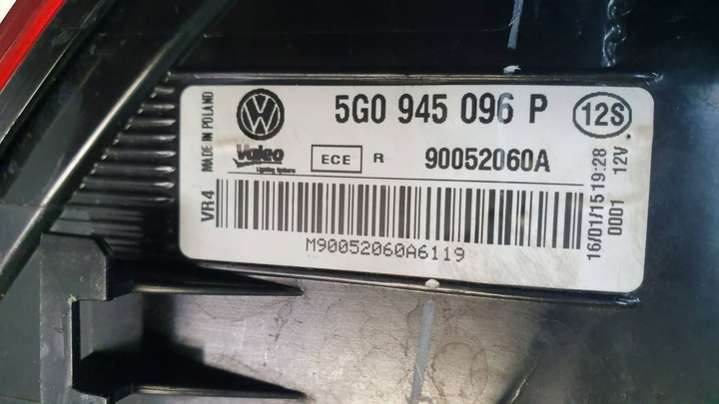 VW
5G0 945 096 P
12S
MADE IN POLAND
Valeo
Lighting Systems
ECE
R
90052060A
VR4
M90052060A6119
16/01/15 19:28
0001 12V